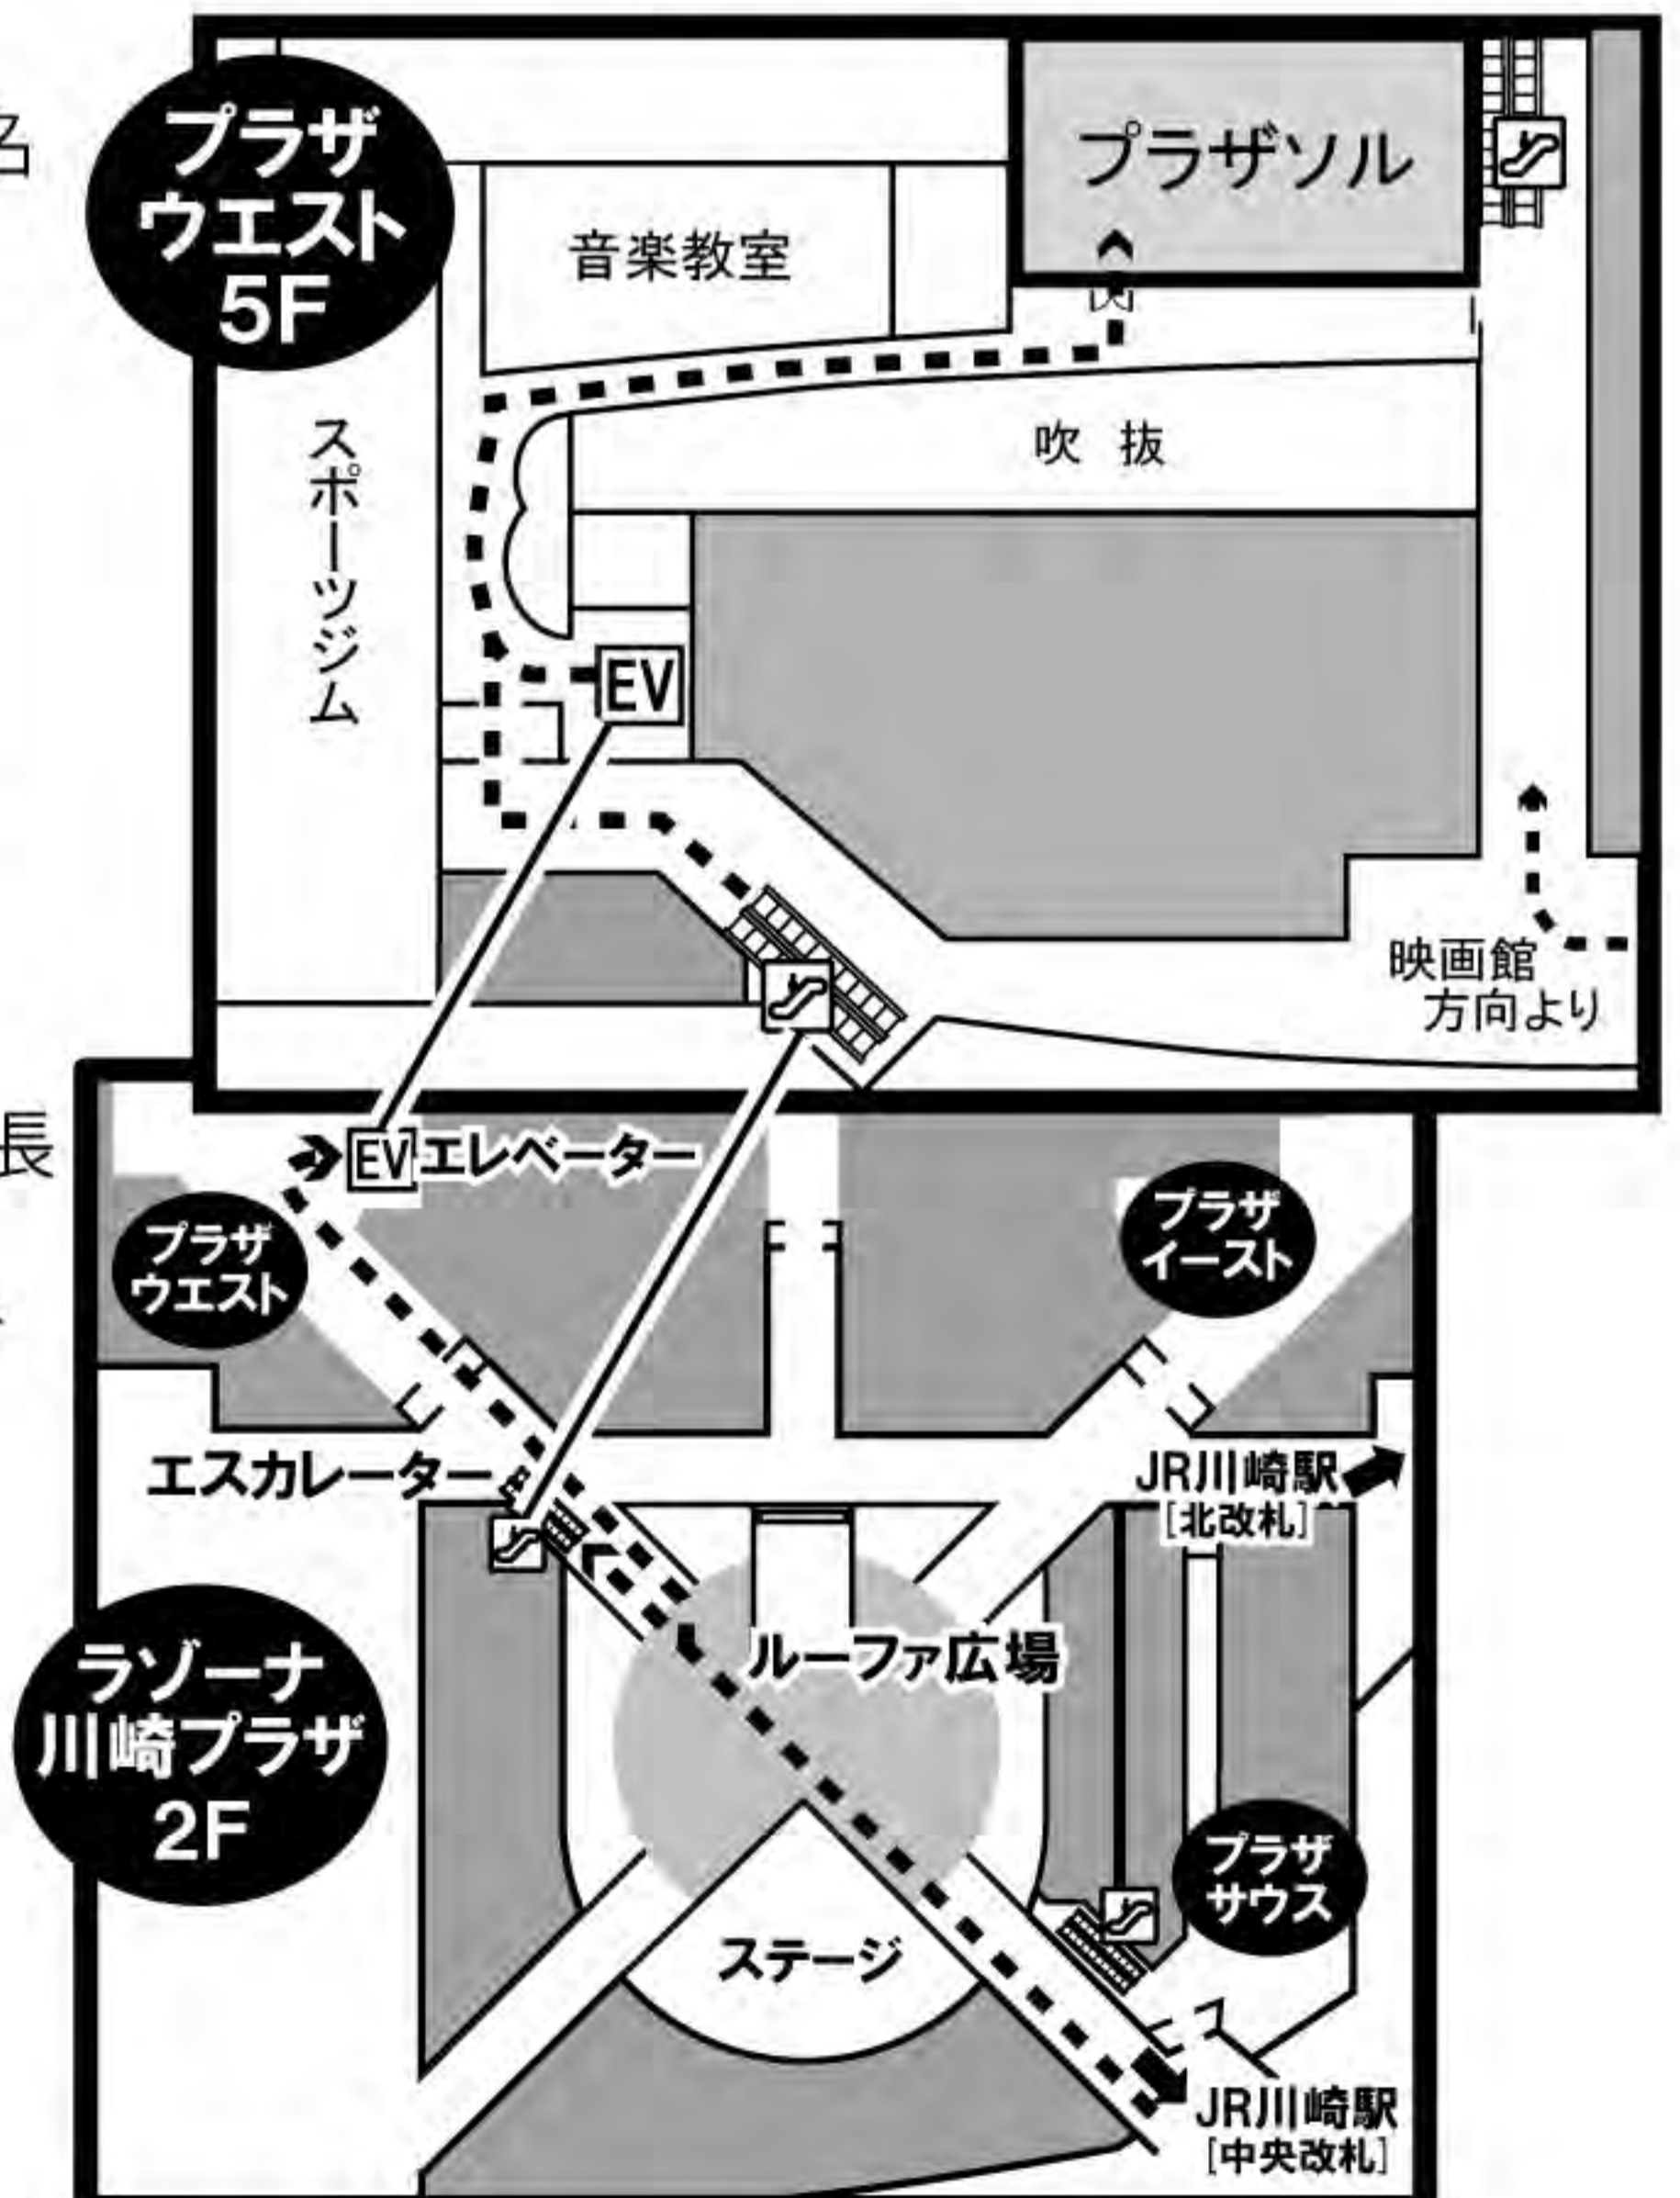 名
プラザ
ウエスト
5F
プラザソル
音楽教室
吹抜
スポーツジム
EV
映画館
方向より
長
EVエレベーター
プラザ
ウエスト
プラザ
イースト
エスカレーター
JR川崎駅
[北改札]
ルーファ広場
ラゾーナ
川崎プラザ
2F
プラザ
サウス
ステージ
JR川崎駅
[中央改札]